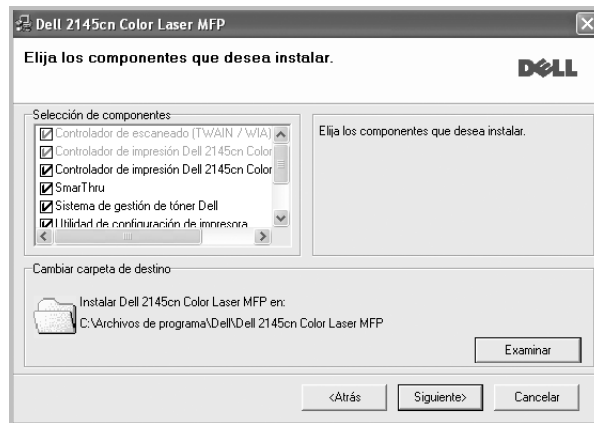 Dell 2145cn Color Laser MFP
Elija los componentes que desea instalar.
DELL
Selección de componentes
Controlador de escaneado (TWAIN / WIA)
Controlador de impresión Dell 2145cn Color
Controlador de impresión Dell 2145cn Color
SmarThru
Sistema de gestión de tóner Dell
Utilidad de configuración de impresora
Elija los componentes que desea instalar.
Cambiar carpeta de destino
Instalar Dell 2145cn Color Laser MFP en:
C:\Archivos de programa\Dell\Dell 2145cn Color Laser MFP
Examinar
<Atrás
Siguiente>
Cancelar